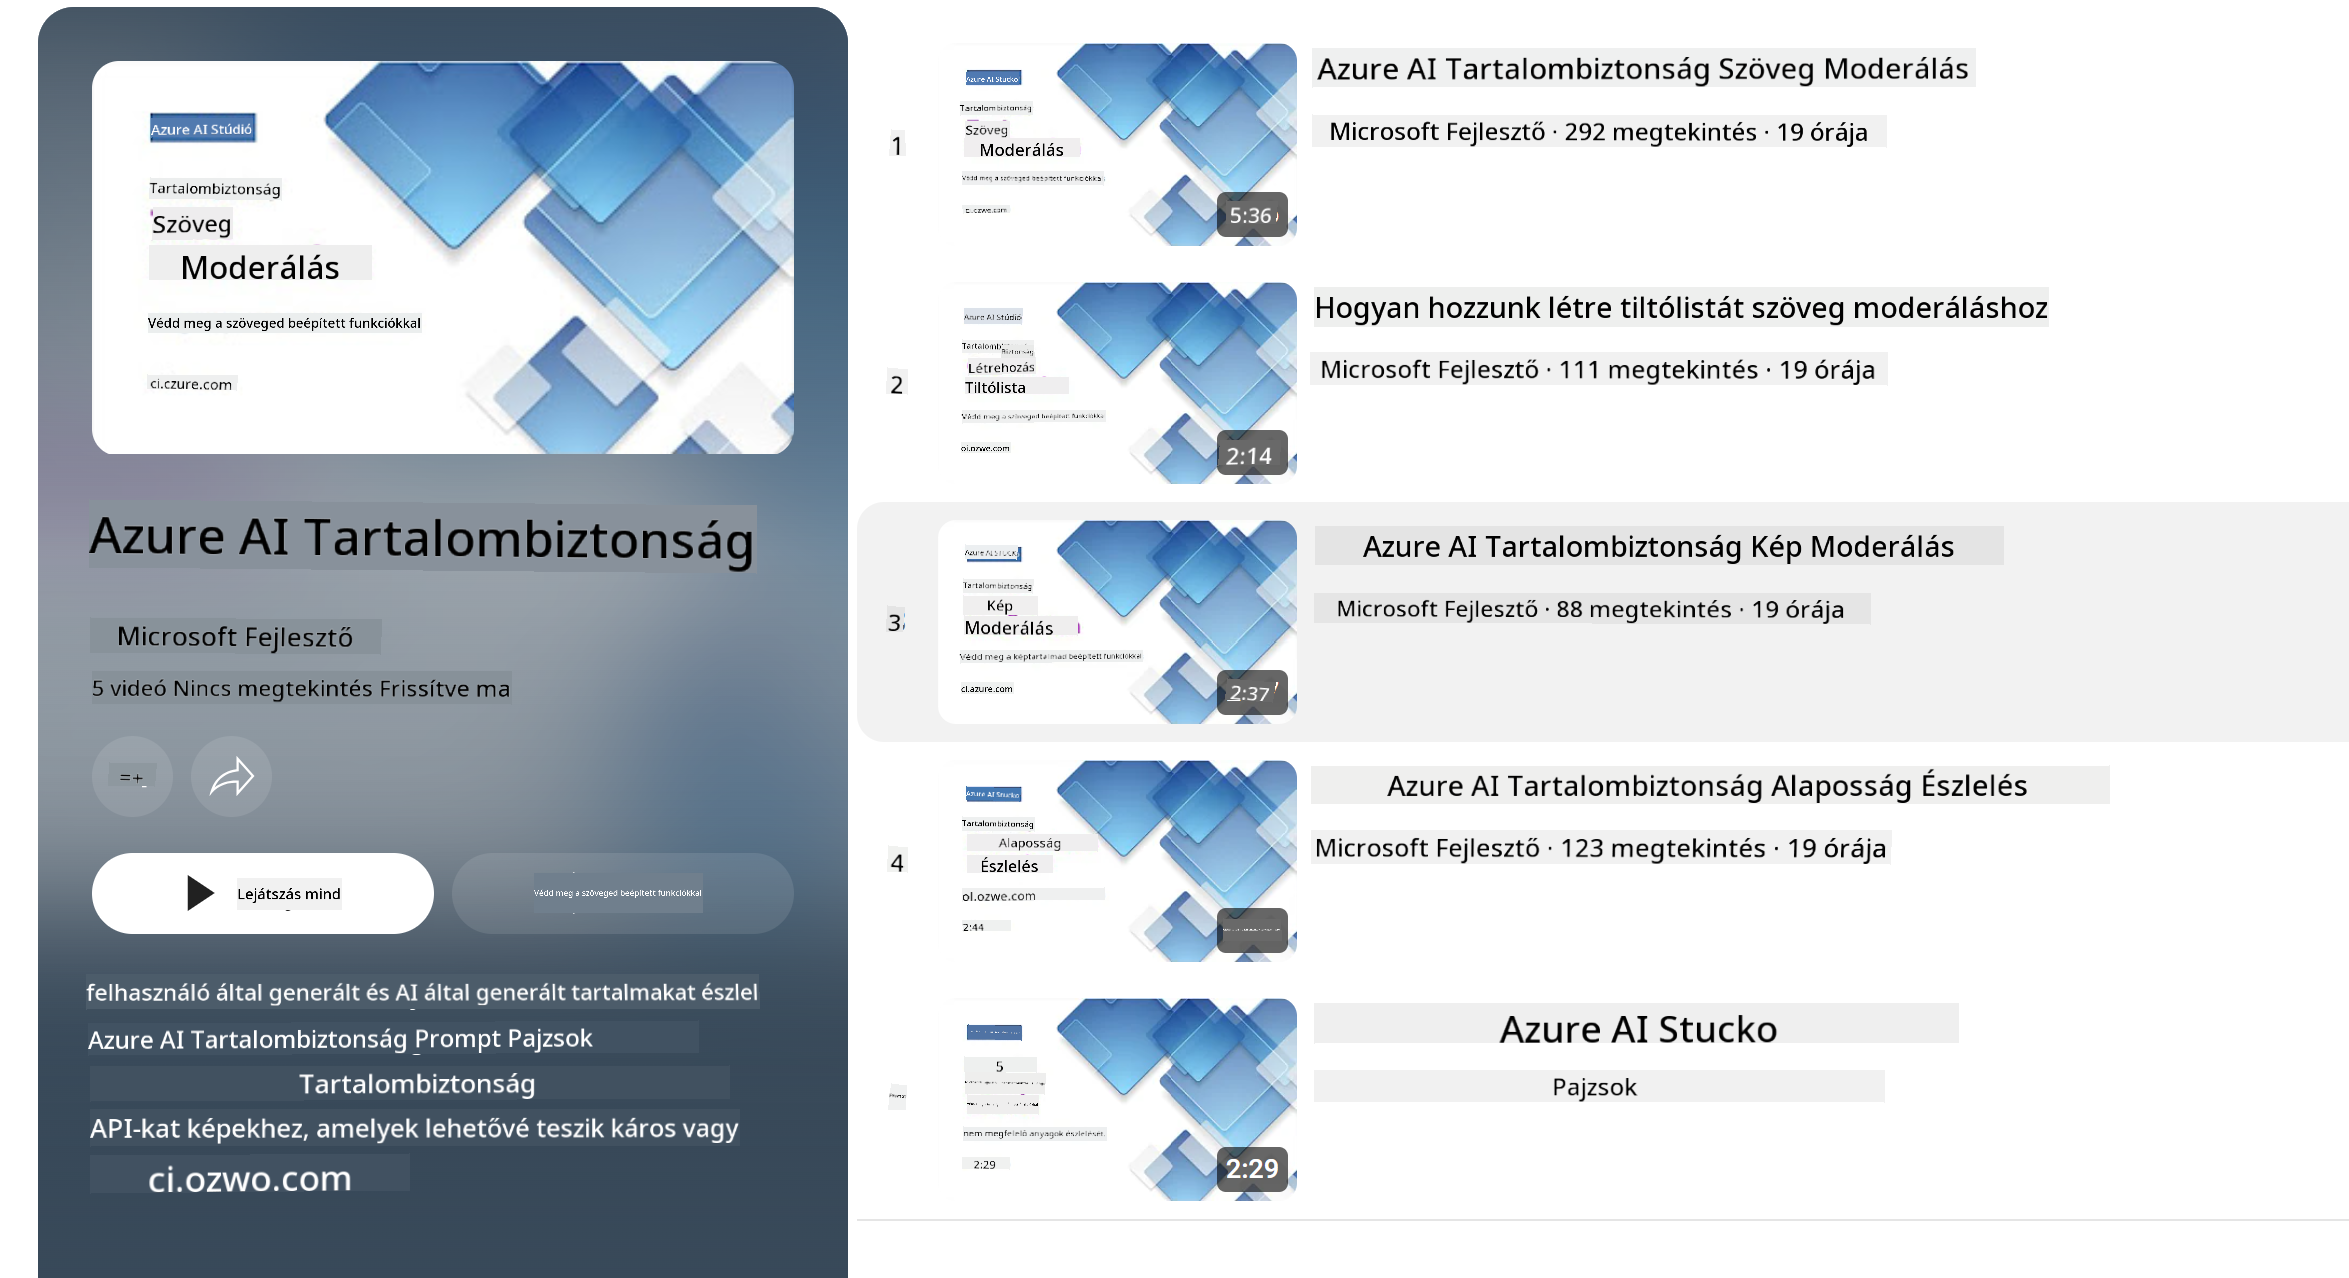 Azure AI Stúdió
Tartalombiztonság
Szöveg
Moderálás
Védd meg a szöveged beépített funkciókkal
ci.czure.com
Azure AI Tartalombiztonság
Microsoft Fejlesztő
5 videó Nincs megtekintés Frissítve ma
=+
Lejátszás mind
Védd meg a szöveged beépített funkciókkal
felhasználó által generált és AI által generált tartalmakat észlel
Azure AI Tartalombiztonság Prompt Pajzsok
Tartalombiztonság
API-kat képekhez, amelyek lehetővé teszik káros vagy
ci.ozwo.com
1
Azure AI Stucko
Tartalombiztonság
Szöveg
Moderálás
Védd meg a szöveged beépített funkciókkal
ci.ozwe.com
5:36
Azure AI Tartalombiztonság Szöveg Moderálás
Microsoft Fejlesztő · 292 megtekintés · 19 órája
2
Azure AI Stúdió
Biztonság
Létrehozás
Tiltólista
Védd meg a szöveged beépített funkciókkal
oi.ozwe.com
2:14
Hogyan hozzunk létre tiltólistát szöveg moderáláshoz
Microsoft Fejlesztő · 111 megtekintés · 19 órája
3
Tartalombiztonság
Kép
Moderálás
Védd meg a képtartalmad beépített funkciókkal
ci.azure.com
2:37
Azure AI Tartalombiztonság Kép Moderálás
Microsoft Fejlesztő · 88 megtekintés · 19 órája
4
Azure AI Stucko
Tartalombiztonság
Alaposság
Észlelés
ol.ozwe.com
2:44
Azure AI Tartalombiztonság Alaposság Észlelés
Microsoft Fejlesztő · 123 megtekintés · 19 órája
5
nem megfelelő anyagok észlelését.
2:29
2:29
Azure AI Stucko
Pajzsok